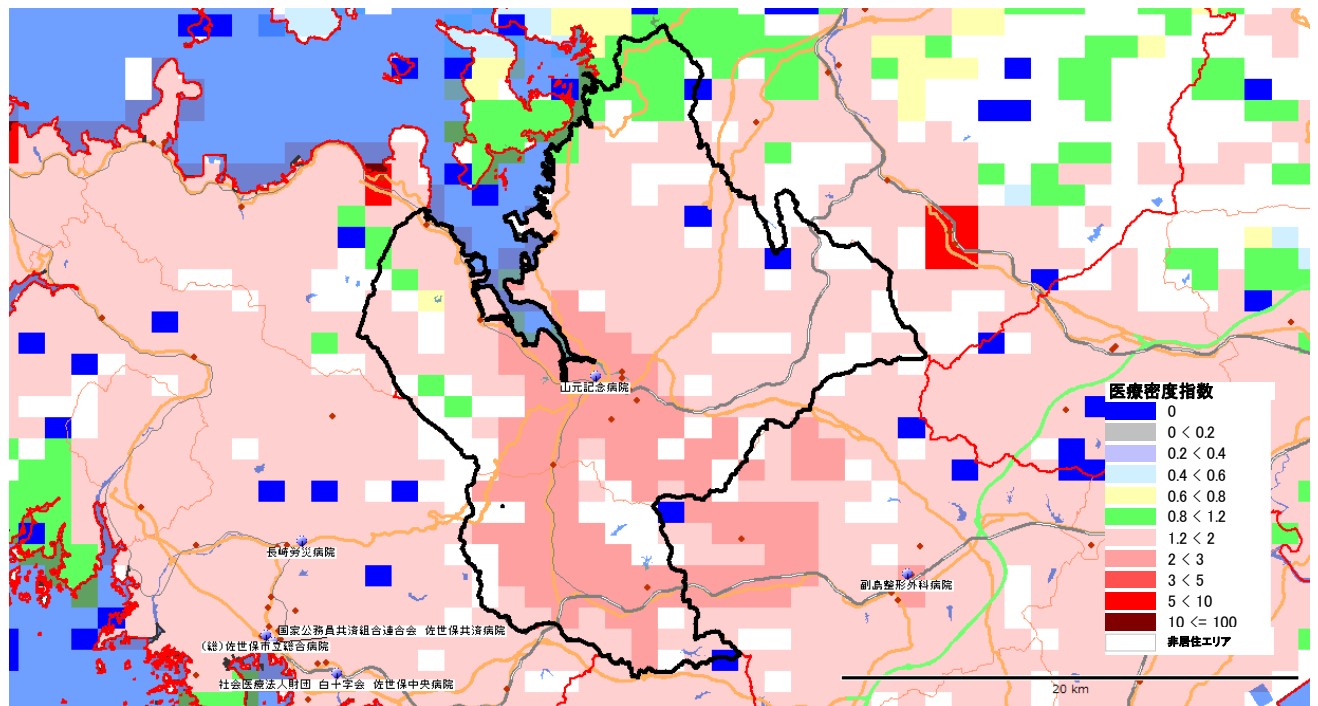 山元記念病院
医療密度指数
0
0 < 0.2
0.2 < 0.4
0.4 < 0.6
0.6 < 0.8
0.8 < 1.2
1.2 < 2
2 < 3
3 < 5
5 < 10
10 <= 100
非居住エリア
長崎労災病院
副島整形外科病院
国家公務員共済組合連合会 佐世保共済病院
(総)佐世保市立総合病院
社会医療法人財団 白十字会 佐世保中央病院
20 km